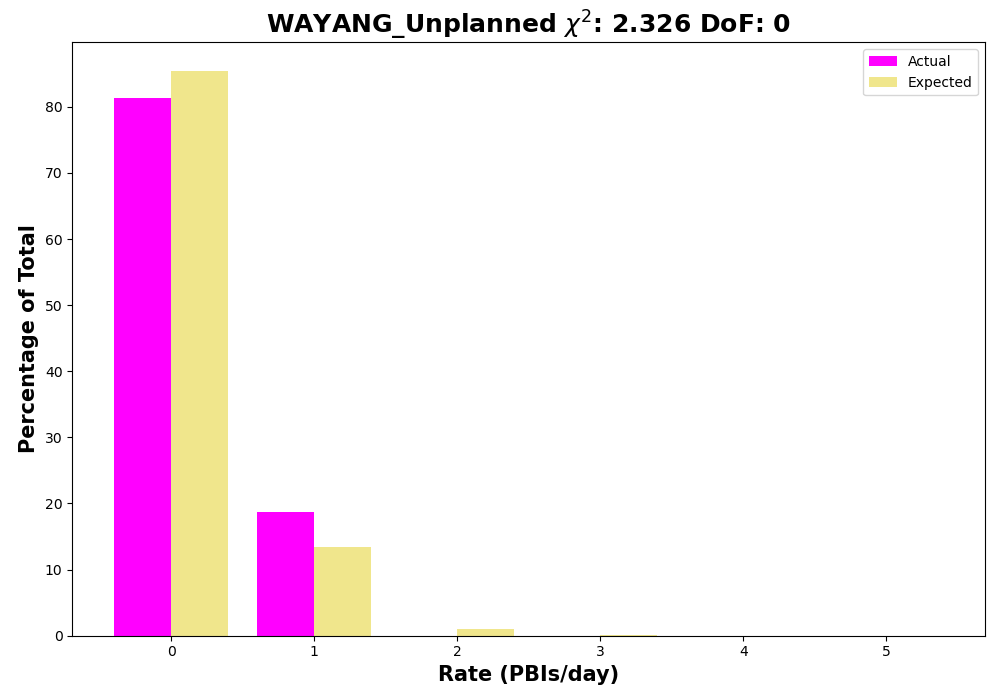 WAYANG_Unplanned χ²: 2.326 DoF: 0
Actual
Expected
Percentage of Total
80
70
60
50
40
30
20
10
0
0 1 2 3 4 5
Rate (PBIs/day)